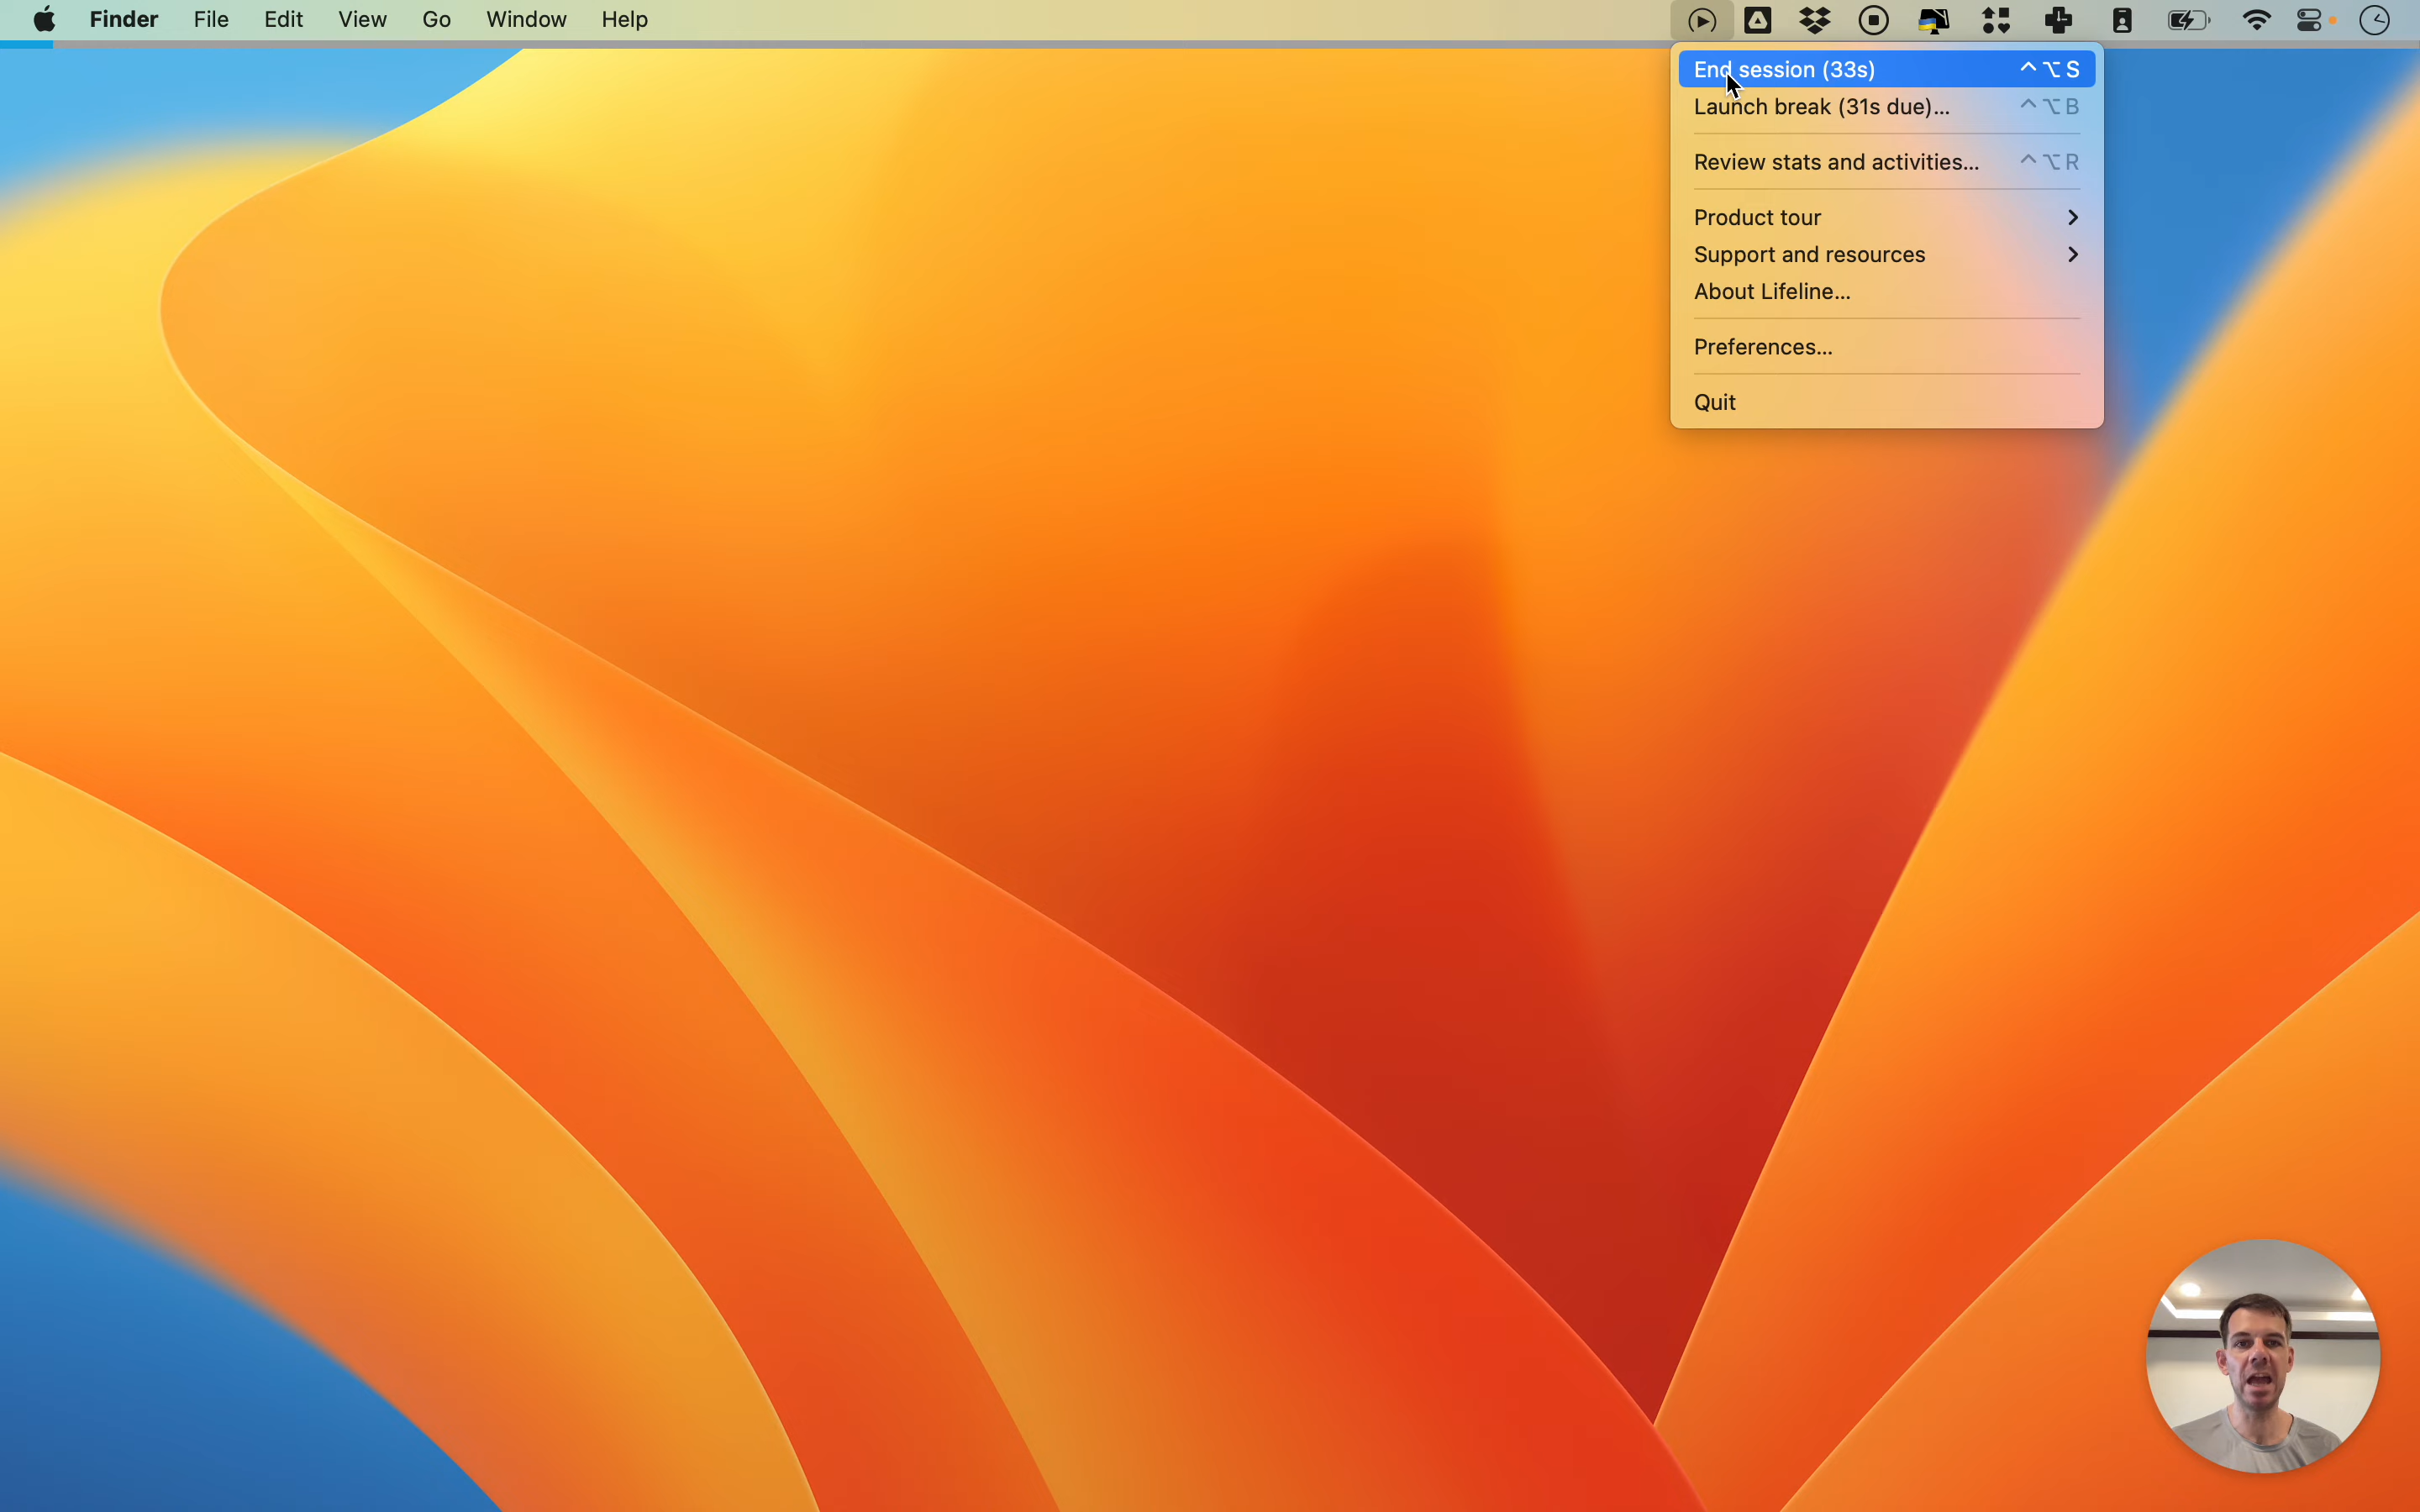 Finder File Edit View Go Window Help
End session (33s) ^⌥S
Launch break (31s due)... ^⌥B
Review stats and activities... ^⌥R
Product tour
Support and resources
About Lifeline...
Preferences...
Quit